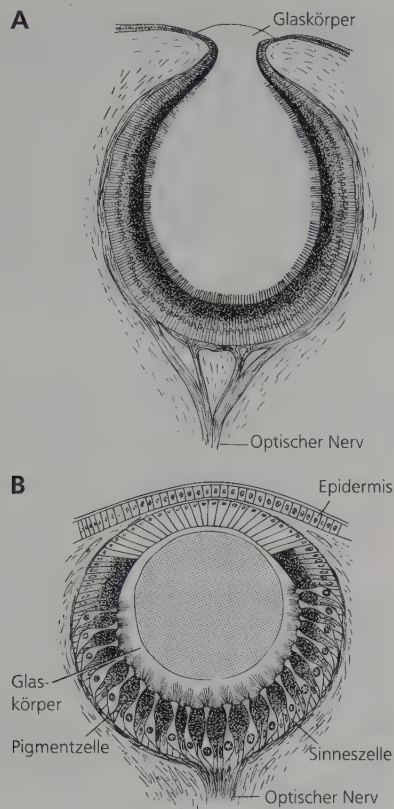 A
Glaskörper
Optischer Nerv
B
Epidermis
Glas-
körper
Pigmentzelle
Sinneszelle
Optischer Nerv